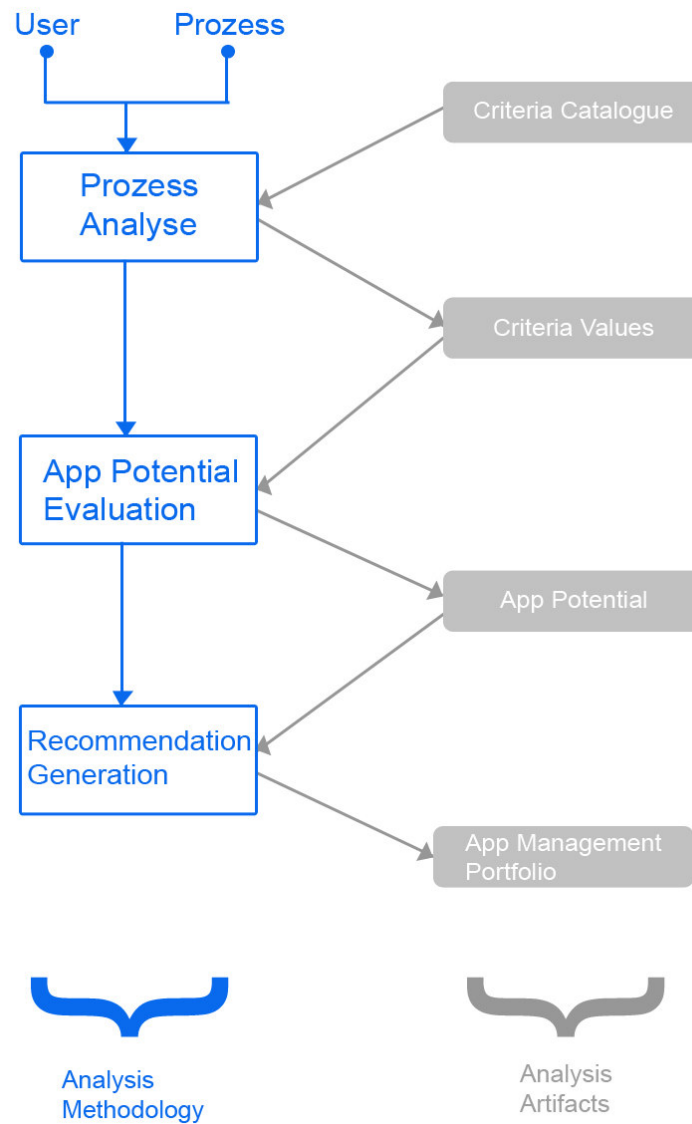 User
Prozess
Criteria Catalogue
Prozess
Analyse
Criteria Values
App Potential
Evaluation
App Potential
Recommendation
Generation
App Management
Portfolio
Analysis
Methodology
Analysis
Artifacts